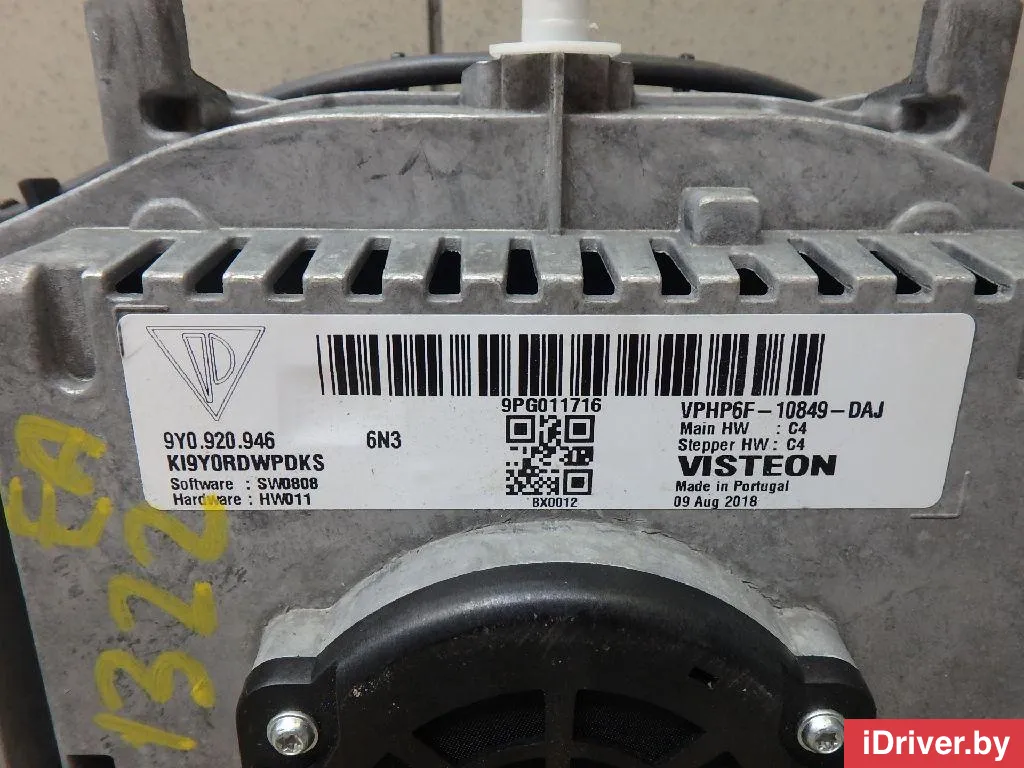 9PG011716
VPHP6F-10849-DAJ
9Y0.920.946 6N3
Main HW : C4
KI9Y0RDWPDKS
Stepper HW : C4
VISTEON
Software : SW0808
Made in Portugal
Hardware : HW011
BX0012
09 Aug 2018
EA
1322
iDriver.by